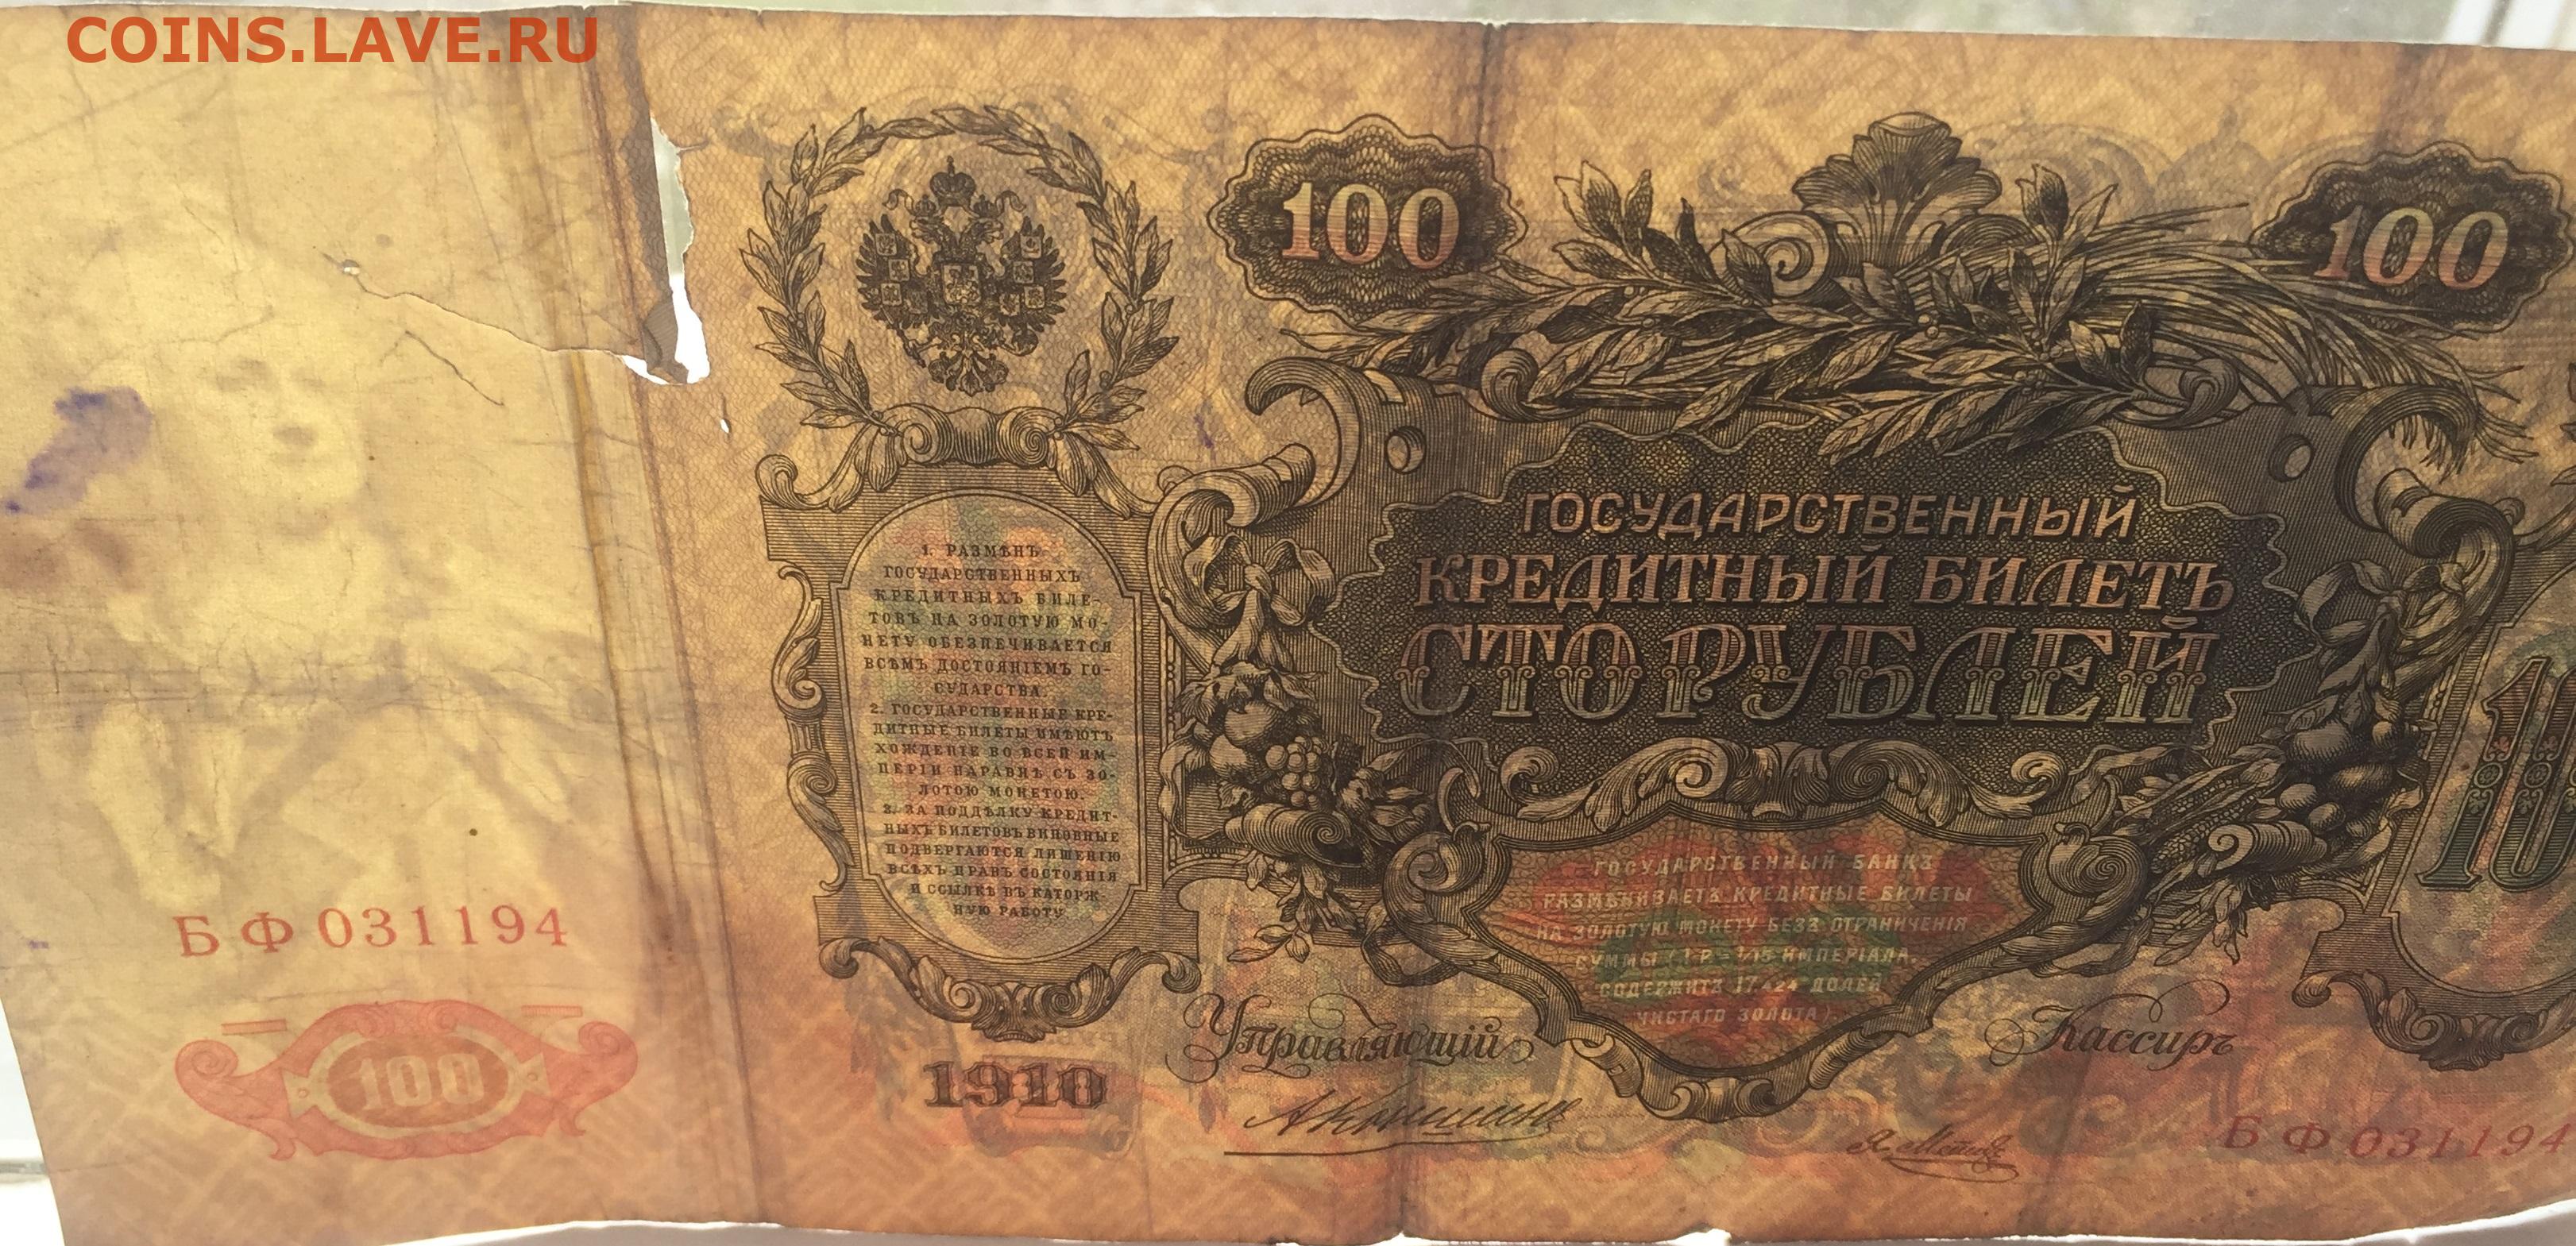 COINS.LAVE.RU
100
100
ГОСУДАРСТВЕННЫЙ
КРЕДИТНЫЙ БИЛЕТЪ
СТО РУБЛЕЙ
1. РАЗМѢНЪ
ГОСУДАРСТВЕННЫХЪ
КРЕДИТНЫХЪ БИЛЕ-
ТОВЪ НА ЗОЛОТУЮ МО-
НЕТУ ОБЕЗПЕЧИВАЕТСЯ
ВСѢМЪ ДОСТОЯНІЕМЪ ГО-
СУДАРСТВА.
2. ГОСУДАРСТВЕННЫЕ КРЕ-
ДИТНЫЕ БИЛЕТЫ ИМѢЮТЪ
ХОЖДЕНІЕ ВО ВСЕЙ ИМ-
ПЕРІИ НАРАВНѢ СЪ ЗО-
ЛОТОЮ МОНЕТОЮ.
3. ЗА ПОДДѢЛКУ КРЕДИТ-
НЫХЪ БИЛЕТОВЪ ВИНОВНЫЕ
ПОДВЕРГАЮТСЯ ЛИШЕНІЮ
ВСѢХЪ ПРАВЪ СОСТОЯНІЯ
И ССЫЛКѢ ВЪ КАТОРЖ-
НУЮ РАБОТУ
ГОСУДАРСТВЕННЫЙ БАНКЪ
РАЗМѢНИВАЕТЪ КРЕДИТНЫЕ БИЛЕТЫ
НА ЗОЛОТУЮ МОНЕТУ БЕЗЪ ОГРАНИЧЕНІЯ
СУММЫ (1 Р. = 1/15 ИМПЕРІАЛА,
СОДЕРЖИТЪ 17,424 ДОЛЕЙ
ЧИСТАГО ЗОЛОТА).
БФ 031194
100
1910
Управляющій
Кассиръ
БФ 031194